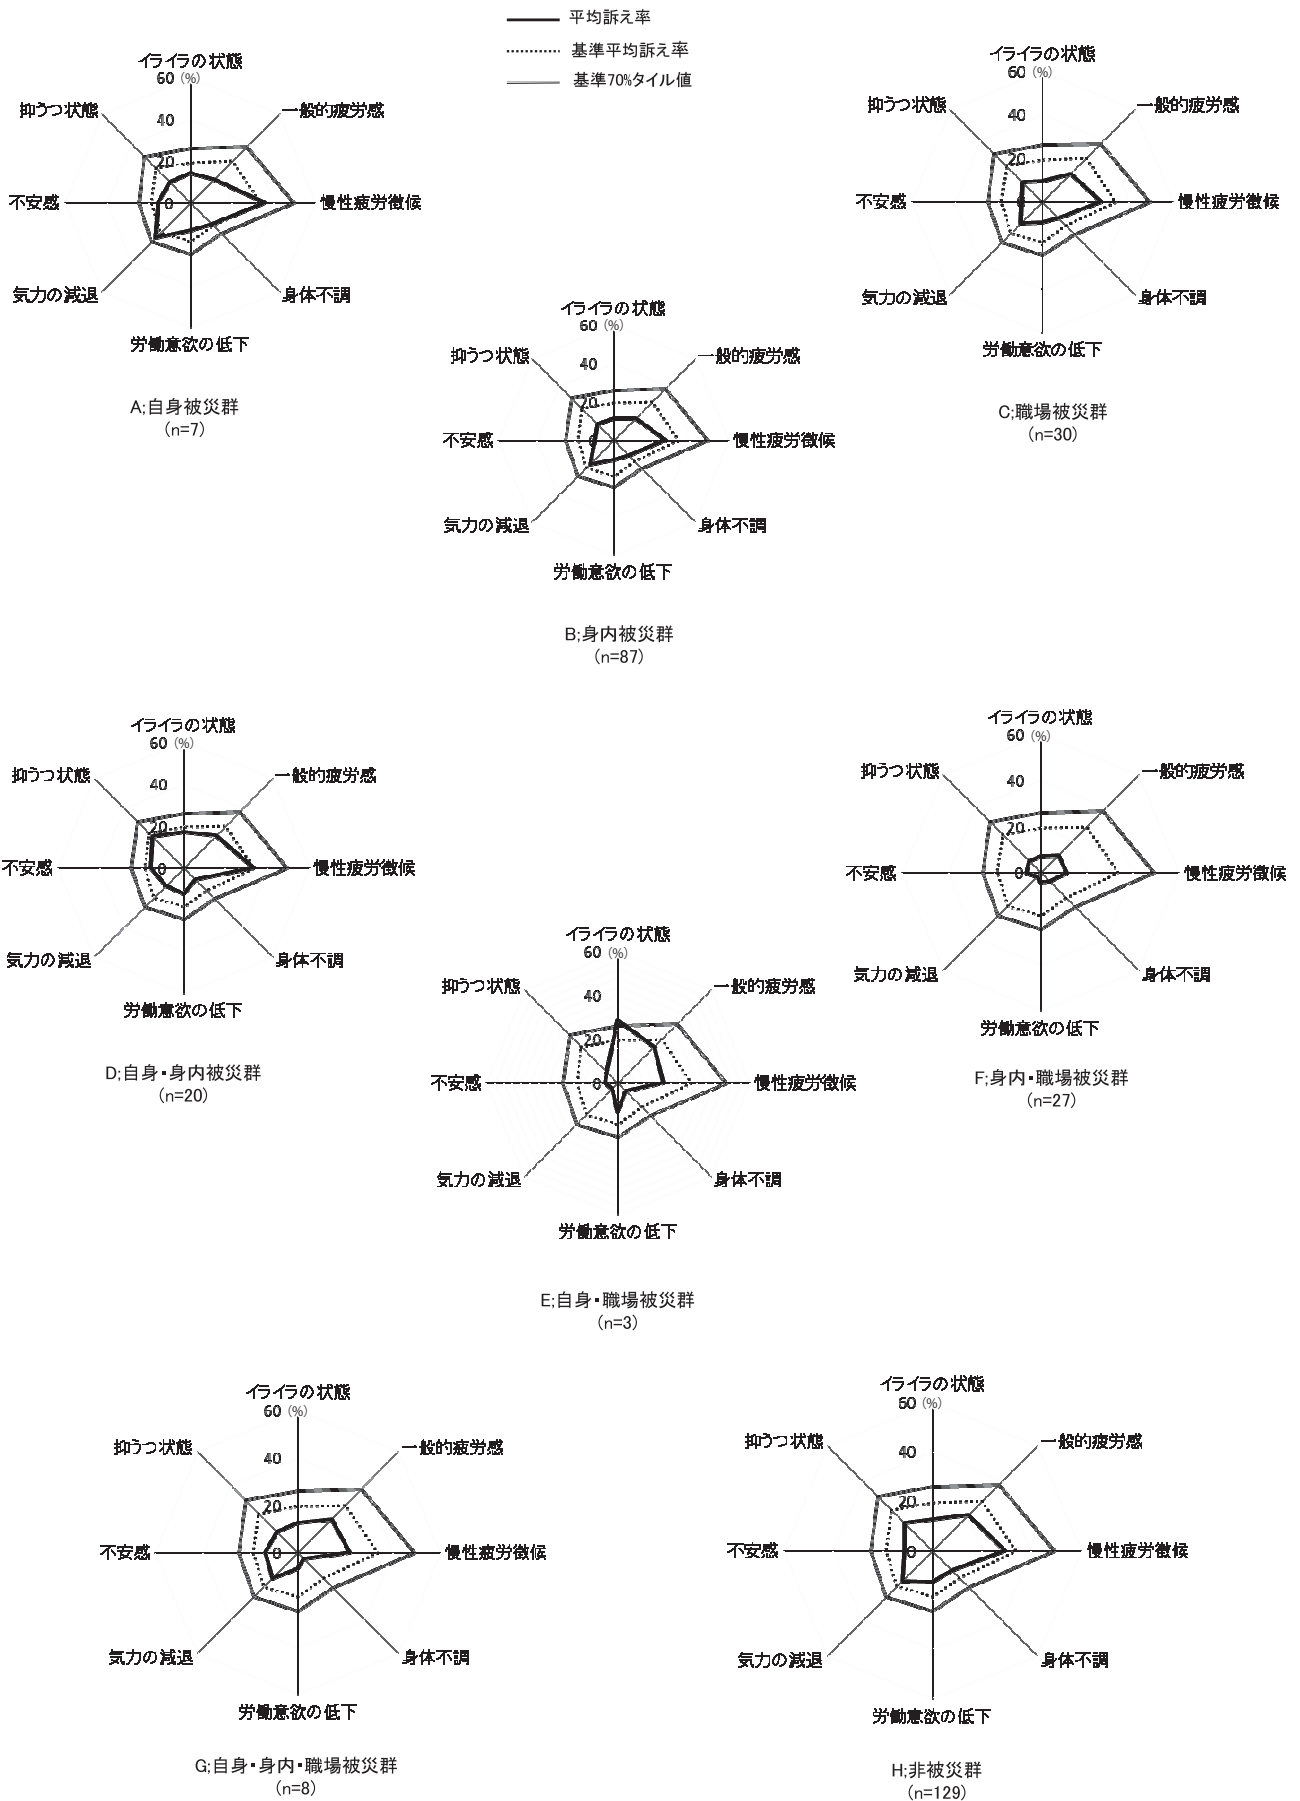 平均訴え率
基準平均訴え率
基準70%タイル値
イライラの状態
60 (%)
抑うつ状態
一般的疲労感
40
20
不安感
0
慢性疲労徴候
気力の減退
身体不調
労働意欲の低下
A;自身被災群
(n=7)
イライラの状態
60 (%)
抑うつ状態
一般的疲労感
40
20
不安感
0
慢性疲労徴候
気力の減退
身体不調
労働意欲の低下
B;身内被災群
(n=87)
イライラの状態
60 (%)
抑うつ状態
一般的疲労感
40
20
不安感
0
慢性疲労徴候
気力の減退
身体不調
労働意欲の低下
C;職場被災群
(n=30)
イライラの状態
60 (%)
抑うつ状態
一般的疲労感
40
20
不安感
0
慢性疲労徴候
気力の減退
身体不調
労働意欲の低下
D;自身・身内被災群
(n=20)
イライラの状態
60 (%)
抑うつ状態
一般的疲労感
40
20
不安感
0
慢性疲労徴候
気力の減退
身体不調
労働意欲の低下
E;自身・職場被災群
(n=3)
イライラの状態
60 (%)
抑うつ状態
一般的疲労感
40
20
不安感
0
慢性疲労徴候
気力の減退
身体不調
労働意欲の低下
F;身内・職場被災群
(n=27)
イライラの状態
60 (%)
抑うつ状態
一般的疲労感
40
20
不安感
0
慢性疲労徴候
気力の減退
身体不調
労働意欲の低下
G;自身・身内・職場被災群
(n=8)
イライラの状態
60 (%)
抑うつ状態
一般的疲労感
40
20
不安感
0
慢性疲労徴候
気力の減退
身体不調
労働意欲の低下
H;非被災群
(n=129)